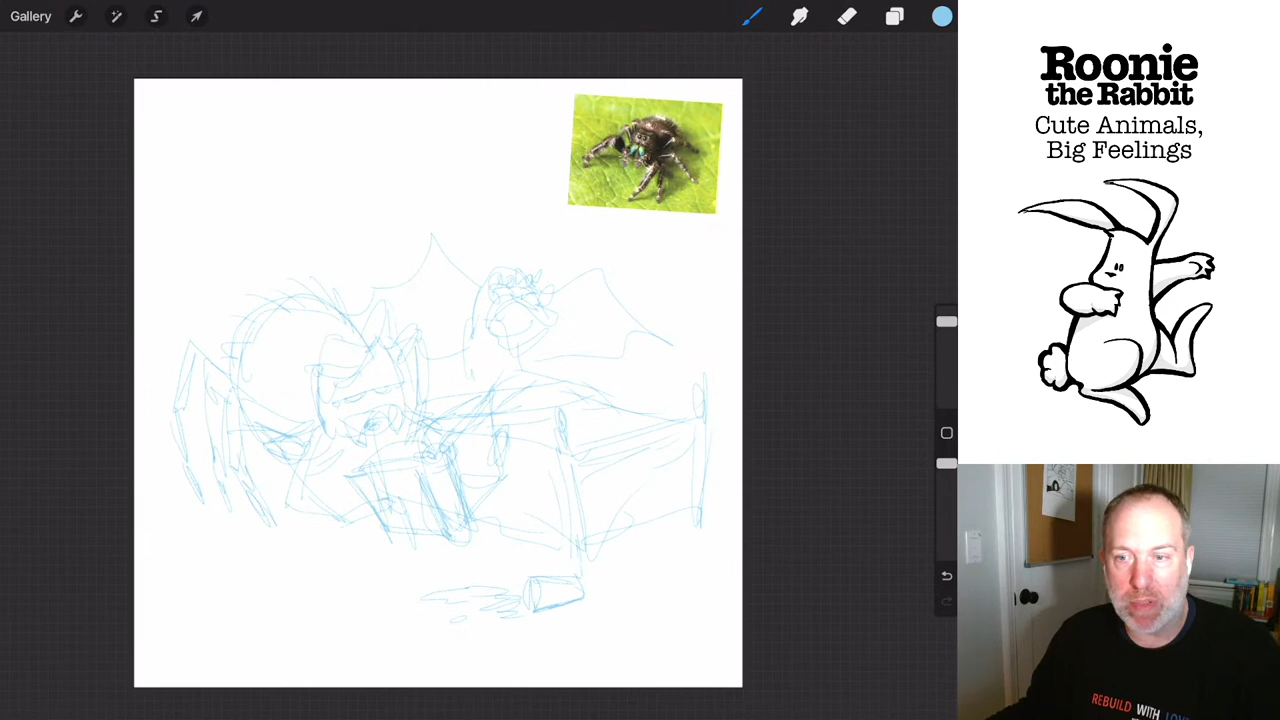 Gallery
Roonie
the Rabbit
Cute Animals,
Big Feelings
REBUILD WITH